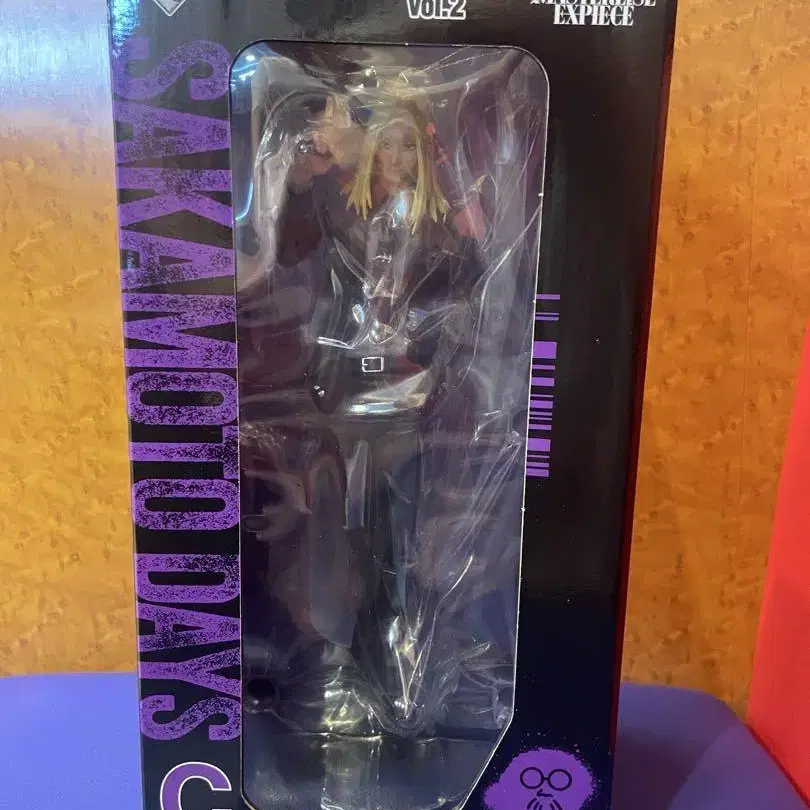 Vol.2
MASTERLISE
EXPIECE
SAKAMOTO DAYS
C